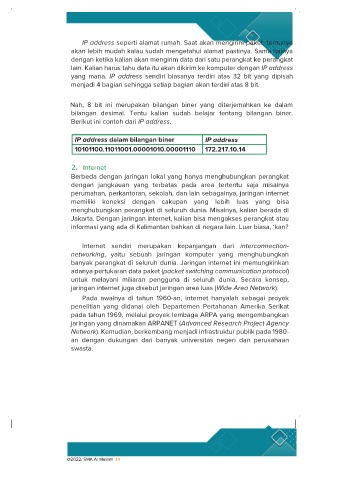 IP address seperti alamat rumah. Saat akan mengirim paket, tentunya
akan lebih mudah kalau sudah mengetahui alamat pastinya. Sama halnya
dengan ketika kalian akan mengirim data dari satu perangkat ke perangkat
lain. Kalian harus tahu data itu akan dikirim ke komputer dengan IP address
yang mana. IP address sendiri biasanya terdiri atas 32 bit yang dipisah
menjadi 4 bagian sehingga setiap bagian akan terdiri atas 8 bit.
Nah, 8 bit ini merupakan bilangan biner yang diterjemahkan ke dalam
bilangan desimal. Tentu kalian sudah belajar tentang bilangan biner.
Berikut ini contoh dari IP address.
IP address dalam bilangan biner IP address
10101100.11011001.00001010.00001110 172.217.10.14
2. Internet
Berbeda dengan jaringan lokal yang hanya menghubungkan perangkat
dengan jangkauan yang terbatas pada area tertentu saja misalnya
perumahan, perkantoran, sekolah, dan lain sebagainya, jaringan internet
memiliki koneksi dengan cakupan yang lebih luas yang bisa
menghubungkan perangkat di seluruh dunia. Misalnya, kalian berada di
Jakarta. Dengan jaringan internet, kalian bisa mengakses perangkat atau
informasi yang ada di Kalimantan bahkan di negara lain. Luar biasa, 'kan?
Internet sendiri merupakan kepanjangan dari interconnection-
networking, yaitu sebuah jaringan komputer yang menghubungkan
banyak perangkat di seluruh dunia. Jaringan internet ini memungkinkan
adanya pertukaran data paket (packet switching communication protocol)
untuk melayani miliaran pengguna di seluruh dunia. Secara konsep,
jaringan internet juga disebut jaringan area luas (Wide Area Network).
Pada awalnya di tahun 1960-an, internet hanyalah sebagai proyek
penelitian yang didanai oleh Departemen Pertahanan Amerika Serikat
pada tahun 1969, melalui proyek lembaga ARPA yang mengembangkan
jaringan yang dinamakan ARPANET (Advanced Research Project Agency
Network). Kemudian, berkembang menjadi infrastruktur publik pada 1980-
an dengan dukungan dari banyak universitas negeri dan perusahaan
swasta.
@2022, SMA Al Masoem